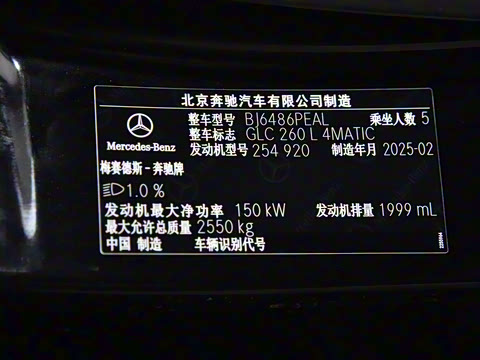 北京奔驰汽车有限公司制造
整车型号 BJ6486PEAL 乘坐人数 5
整车标志 GLC 260 L 4MATIC
Mercedes-Benz
发动机型号 254 920 制造年月 2025-02
梅赛德斯-奔驰牌
1.0 %
发动机最大净功率 150 kW 发动机排量 1999 mL
最大允许总质量 2550 kg
中国 制造 车辆识别代号